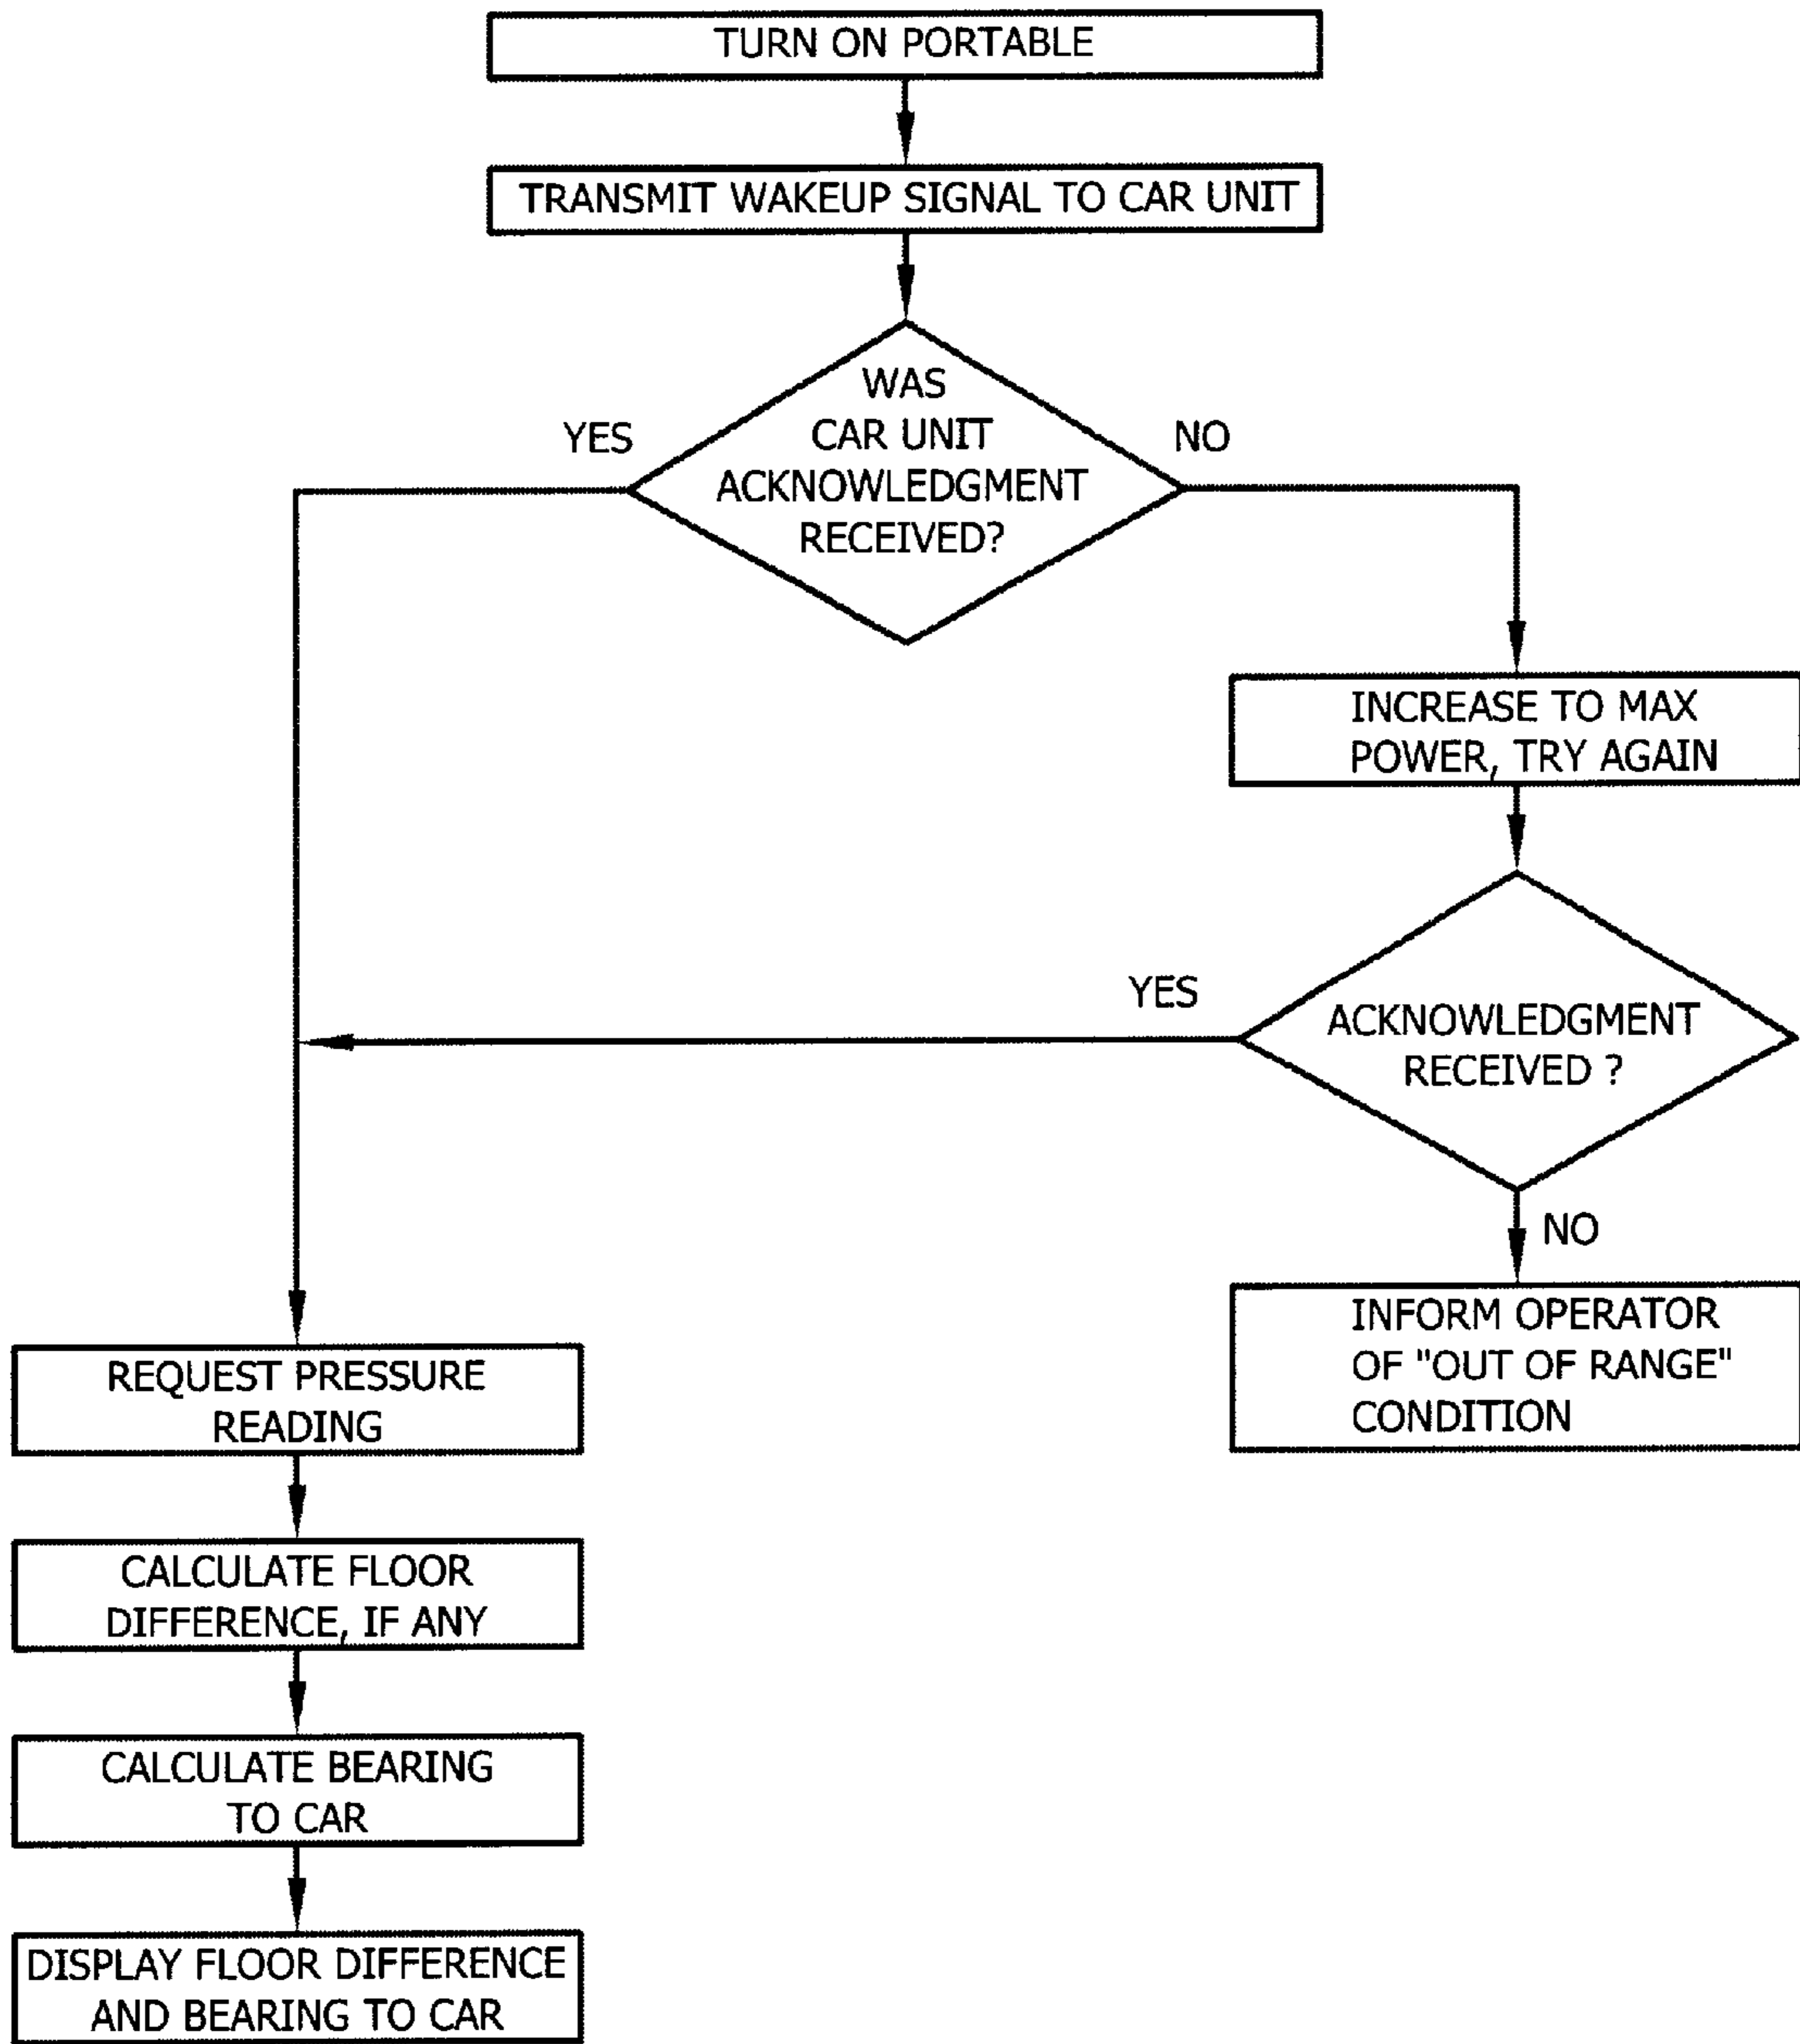 TURN ON PORTABLE
TRANSMIT WAKEUP SIGNAL TO CAR UNIT
WAS
CAR UNIT
ACKNOWLEDGMENT
RECEIVED?
YES
NO
INCREASE TO MAX
POWER, TRY AGAIN
YES
ACKNOWLEDGMENT
RECEIVED ?
NO
INFORM OPERATOR
OF "OUT OF RANGE"
CONDITION
REQUEST PRESSURE
READING
CALCULATE FLOOR
DIFFERENCE, IF ANY
CALCULATE BEARING
TO CAR
DISPLAY FLOOR DIFFERENCE
AND BEARING TO CAR